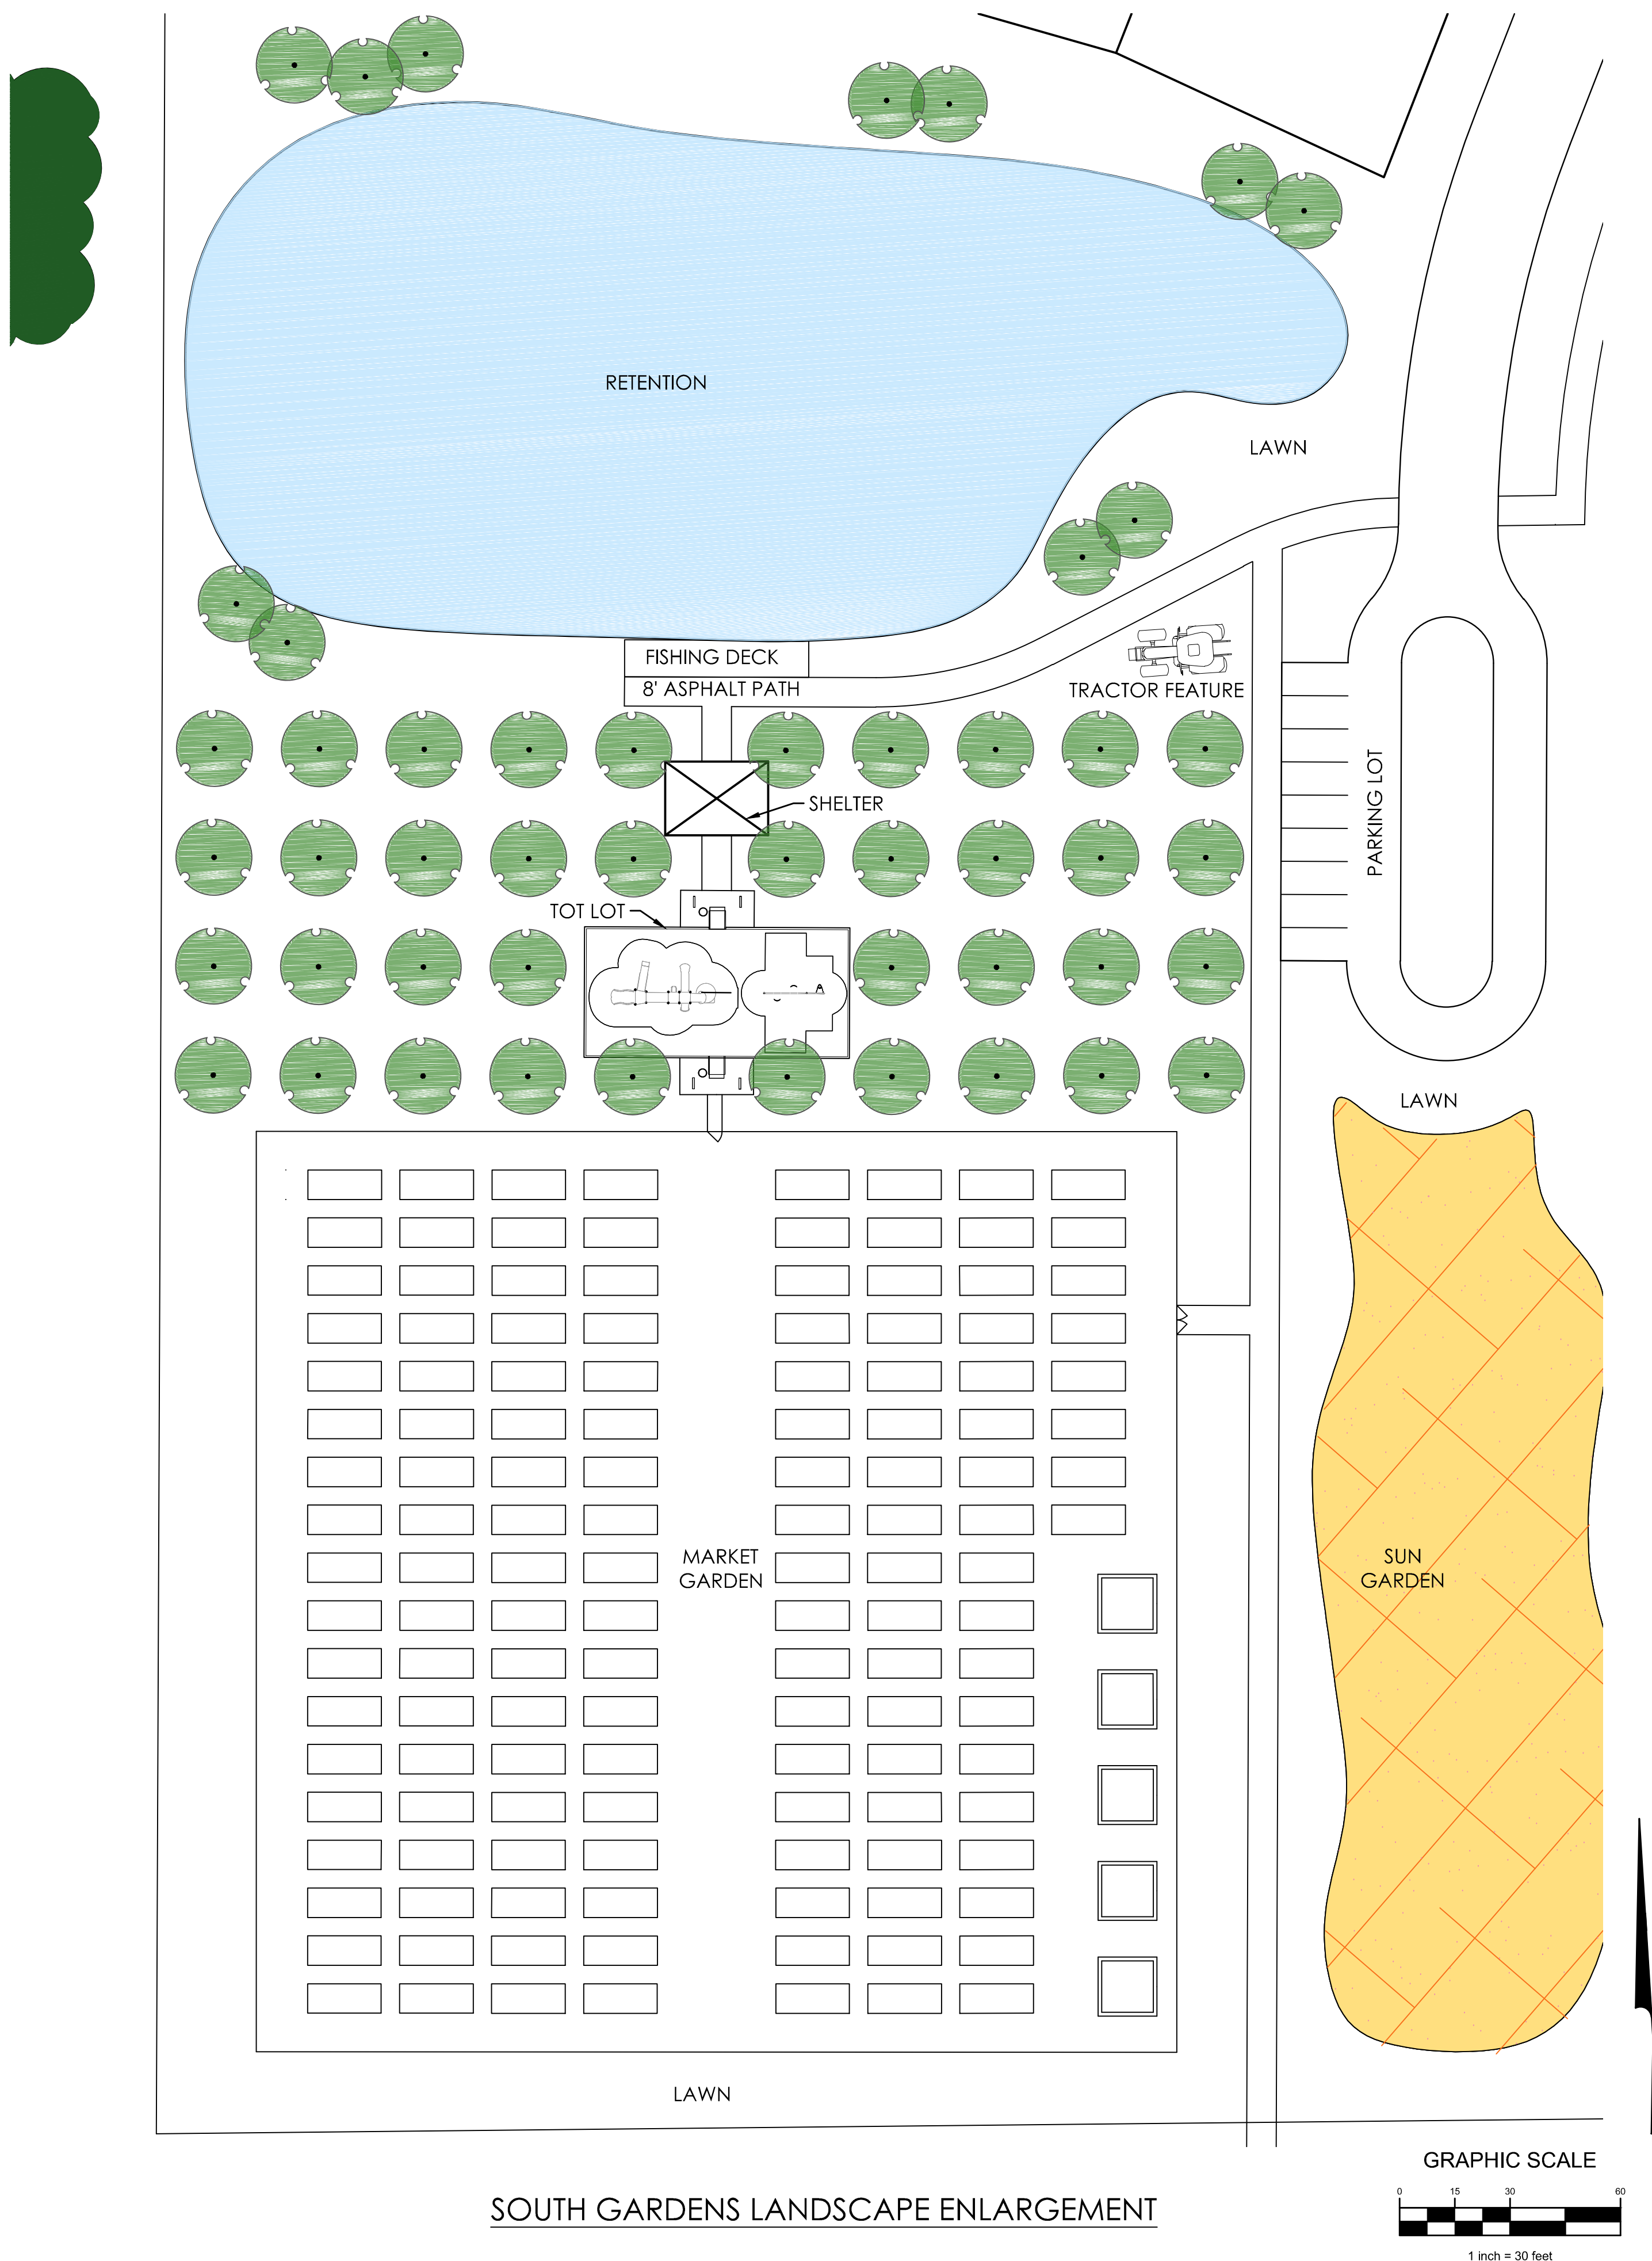 RETENTION
LAWN
FISHING DECK
8' ASPHALT PATH
TRACTOR FEATURE
SHELTER
PARKING LOT
TOT LOT
LAWN
MARKET
GARDEN
SUN
GARDEN
LAWN
SOUTH GARDENS LANDSCAPE ENLARGEMENT
GRAPHIC SCALE
0 15 30 60
1 inch = 30 feet